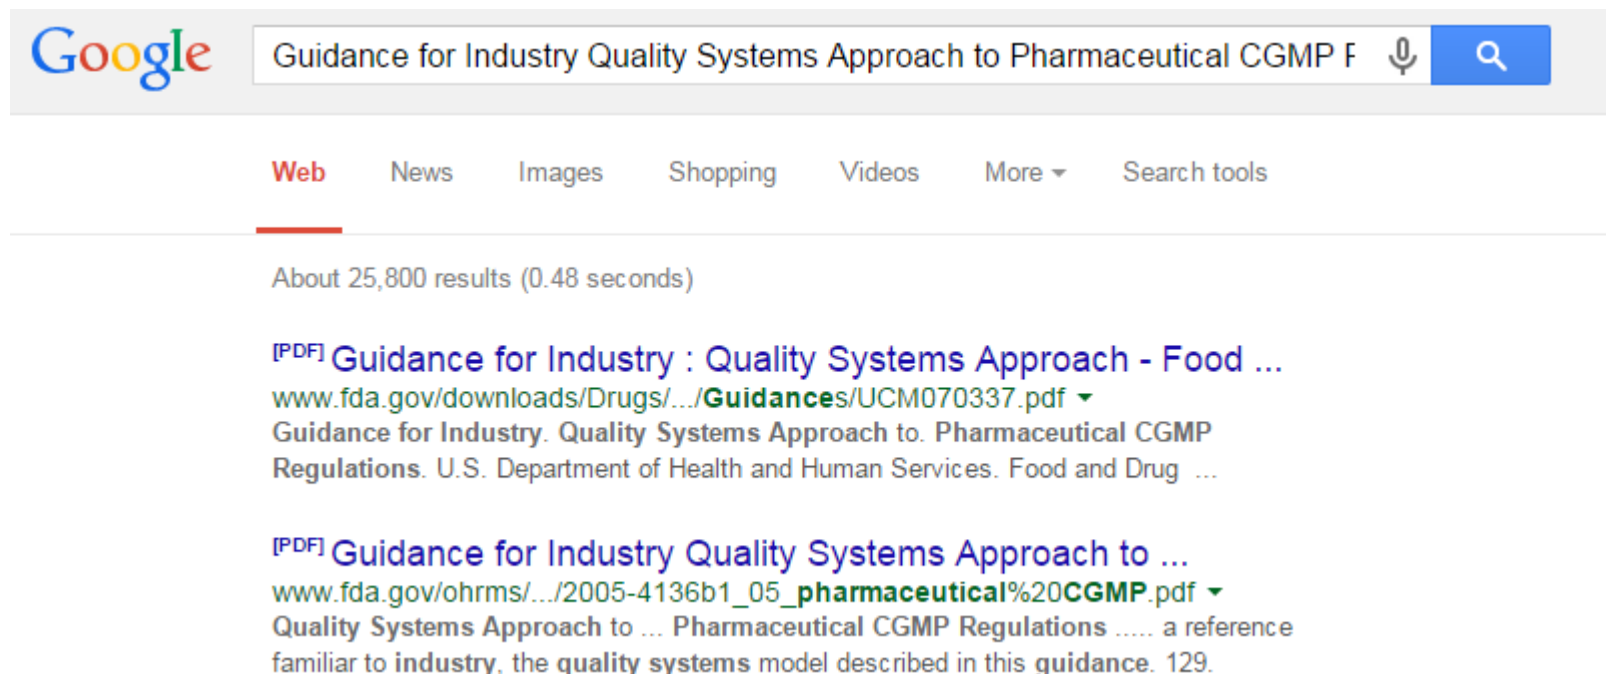 Google
Guidance for Industry Quality Systems Approach to Pharmaceutical CGMP F
Web News Images Shopping Videos More Search tools
About 25,800 results (0.48 seconds)
[PDF] Guidance for Industry : Quality Systems Approach - Food ...
www.fda.gov/downloads/Drugs/.../Guidances/UCM070337.pdf
Guidance for Industry. Quality Systems Approach to. Pharmaceutical CGMP
Regulations. U.S. Department of Health and Human Services. Food and Drug ...
[PDF] Guidance for Industry Quality Systems Approach to ...
www.fda.gov/ohrms/.../2005-4136b1_05_pharmaceutical%20CGMP.pdf
Quality Systems Approach to ... Pharmaceutical CGMP Regulations ..... a reference
familiar to industry, the quality systems model described in this guidance. 129.